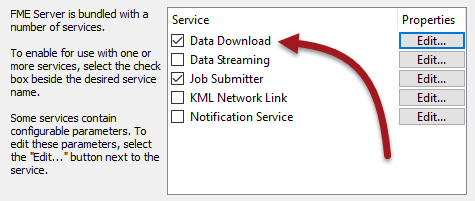 FME Server is bundled with a
number of services.
To enable for use with one or
more services, select the check
box beside the desired service
name.
Some services contain
configurable parameters. To
edit these parameters, select
the "Edit..." button next to the
service.
Service Properties
Data Download Edit...
Data Streaming Edit...
Job Submitter Edit...
KML Network Link Edit...
Notification Service Edit...